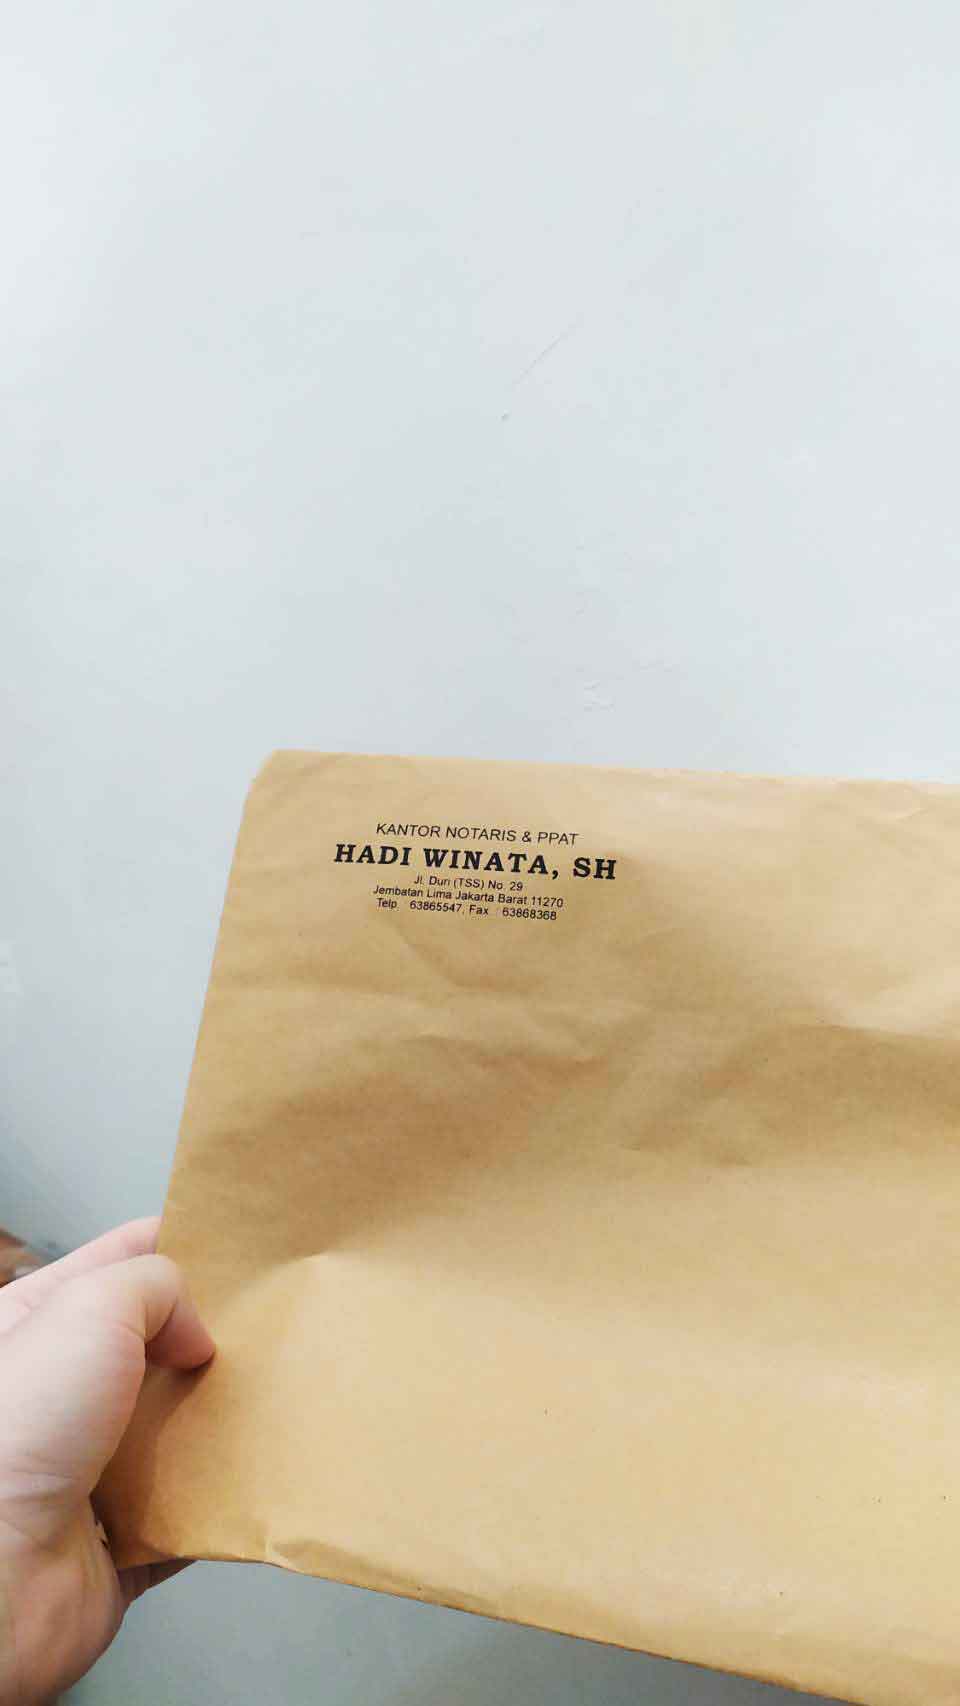 KANTOR NOTARIS & PPAT
HADI WINATA, SH
Jl. Duri (TSS) No. 29
Jembatan Lima Jakarta Barat 11270
Telp. : 63865547, Fax. : 63868368